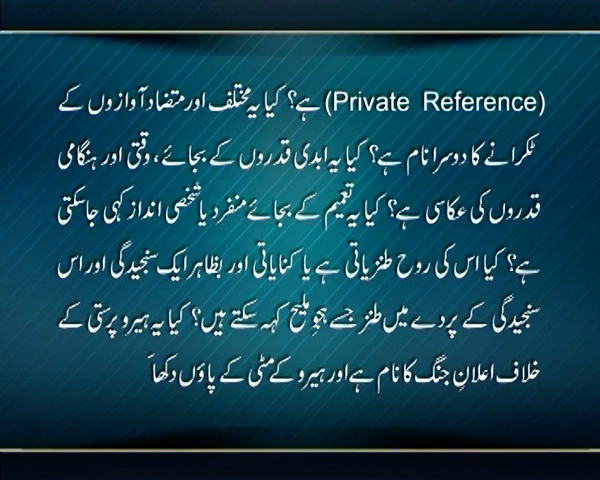 (Private Reference) ہے؟ کیا یہ مختلف اور متضاد آوازوں کے
ٹکرانے کا دوسرا نام ہے؟ کیا یہ ابدی قدروں کے بجائے، وقتی اور ہنگامی
قدروں کی عکاسی ہے؟ کیا یہ تعمیم کے بجائے منفرد یا شخصی انداز کہی جاسکتی
ہے؟ کیا اس کی روح طنزیاتی ہے یا کنایاتی اور بظاہر ایک سنجیدگی اور اس
سنجیدگی کے پردے میں طنز جسے ہجوِ ملیح کہہ سکتے ہیں؟ کیا یہ ہیرو پرستی کے
خلاف اعلانِ جنگ کا نام ہے اور ہیرو کے مٹی کے پاؤں دکھا